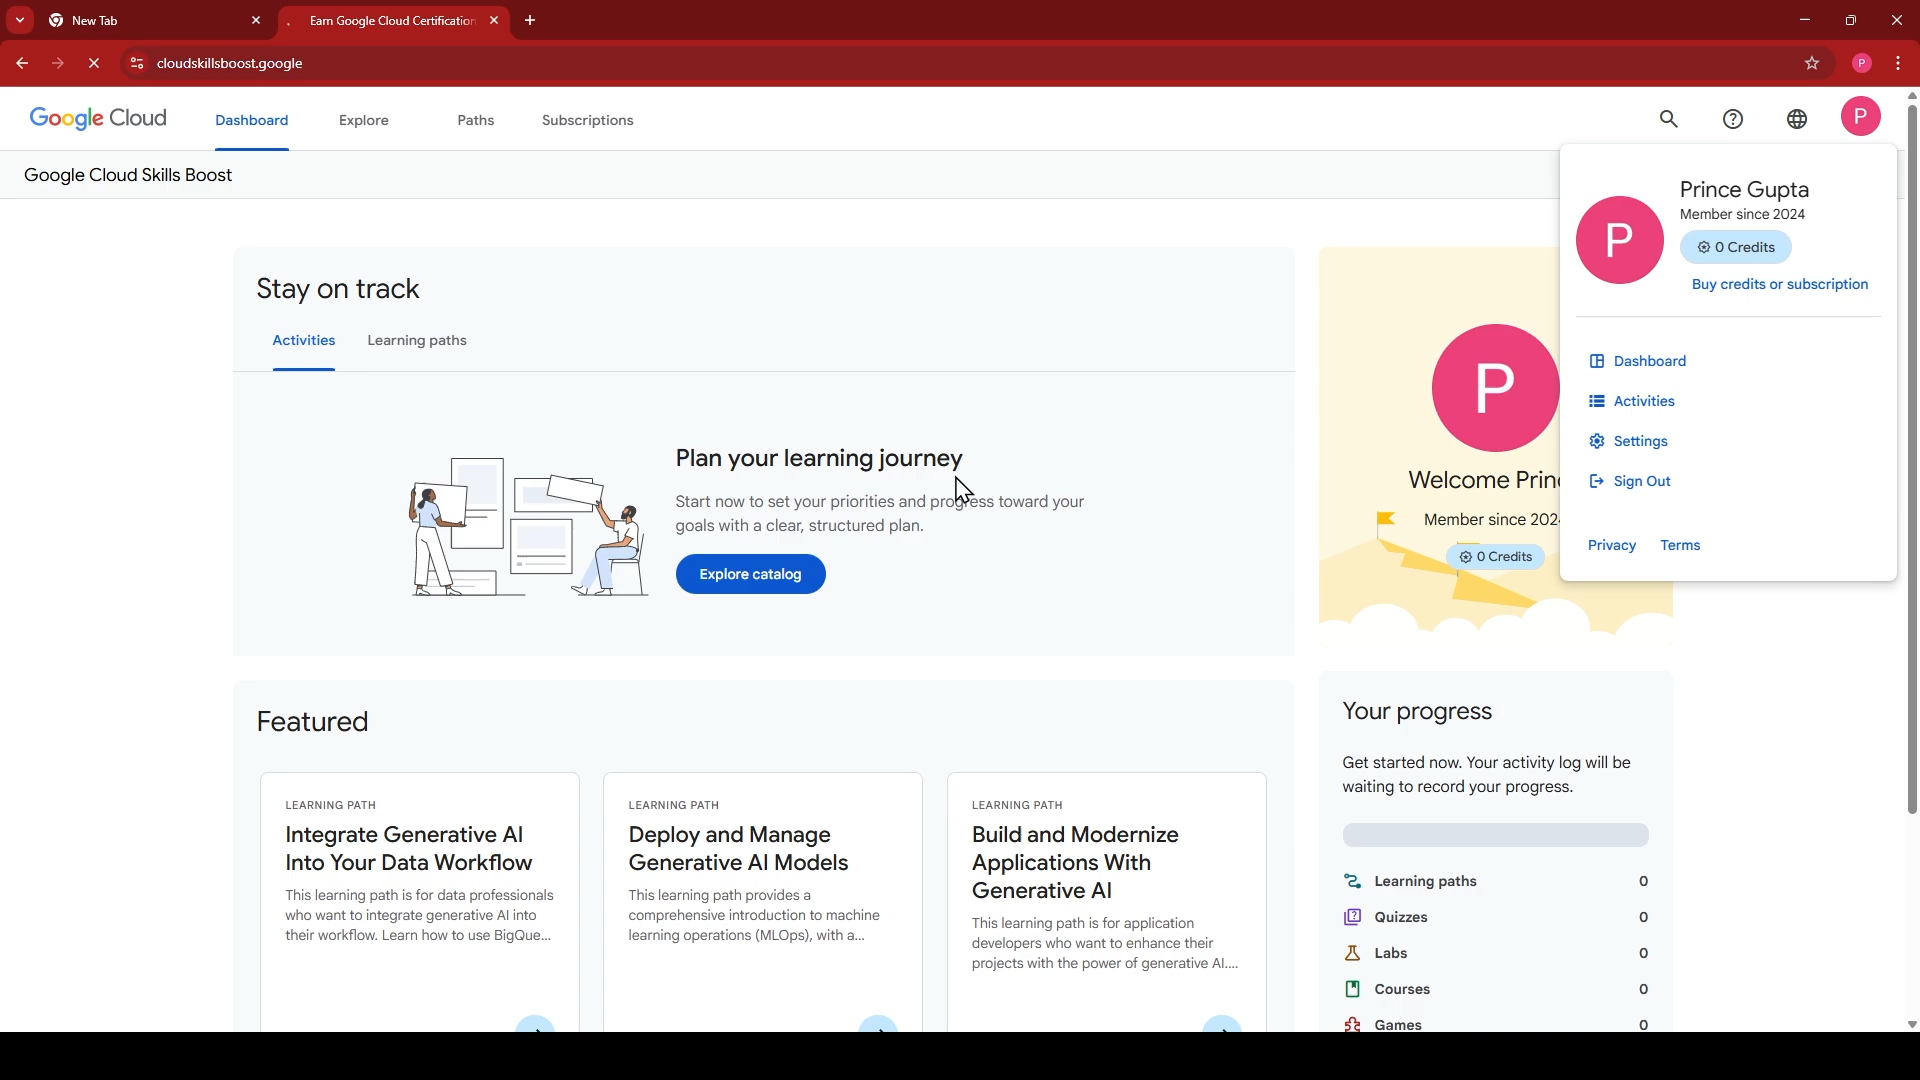 New Tab
Earn Google Cloud Certification
cloudskillsboost.google
P
Google Cloud
Dashboard
Explore
Paths
Subscriptions
P
Google Cloud Skills Boost
P
Prince Gupta
Member since 2024
0 Credits
Buy credits or subscription
Dashboard
Activities
Settings
Sign Out
Privacy
Terms
Stay on track
Activities
Learning paths
Plan your learning journey
Start now to set your priorities and progress toward your
goals with a clear, structured plan.
Explore catalog
P
Welcome Prin
Member since 202
0 Credits
Featured
LEARNING PATH
Integrate Generative AI
Into Your Data Workflow
This learning path is for data professionals
who want to integrate generative AI into
their workflow. Learn how to use BigQue...
LEARNING PATH
Deploy and Manage
Generative AI Models
This learning path provides a
comprehensive introduction to machine
learning operations (MLOps), with a...
LEARNING PATH
Build and Modernize
Applications With
Generative AI
This learning path is for application
developers who want to enhance their
projects with the power of generative AI....
Your progress
Get started now. Your activity log will be
waiting to record your progress.
Learning paths 0
Quizzes 0
Labs 0
Courses 0
Games 0